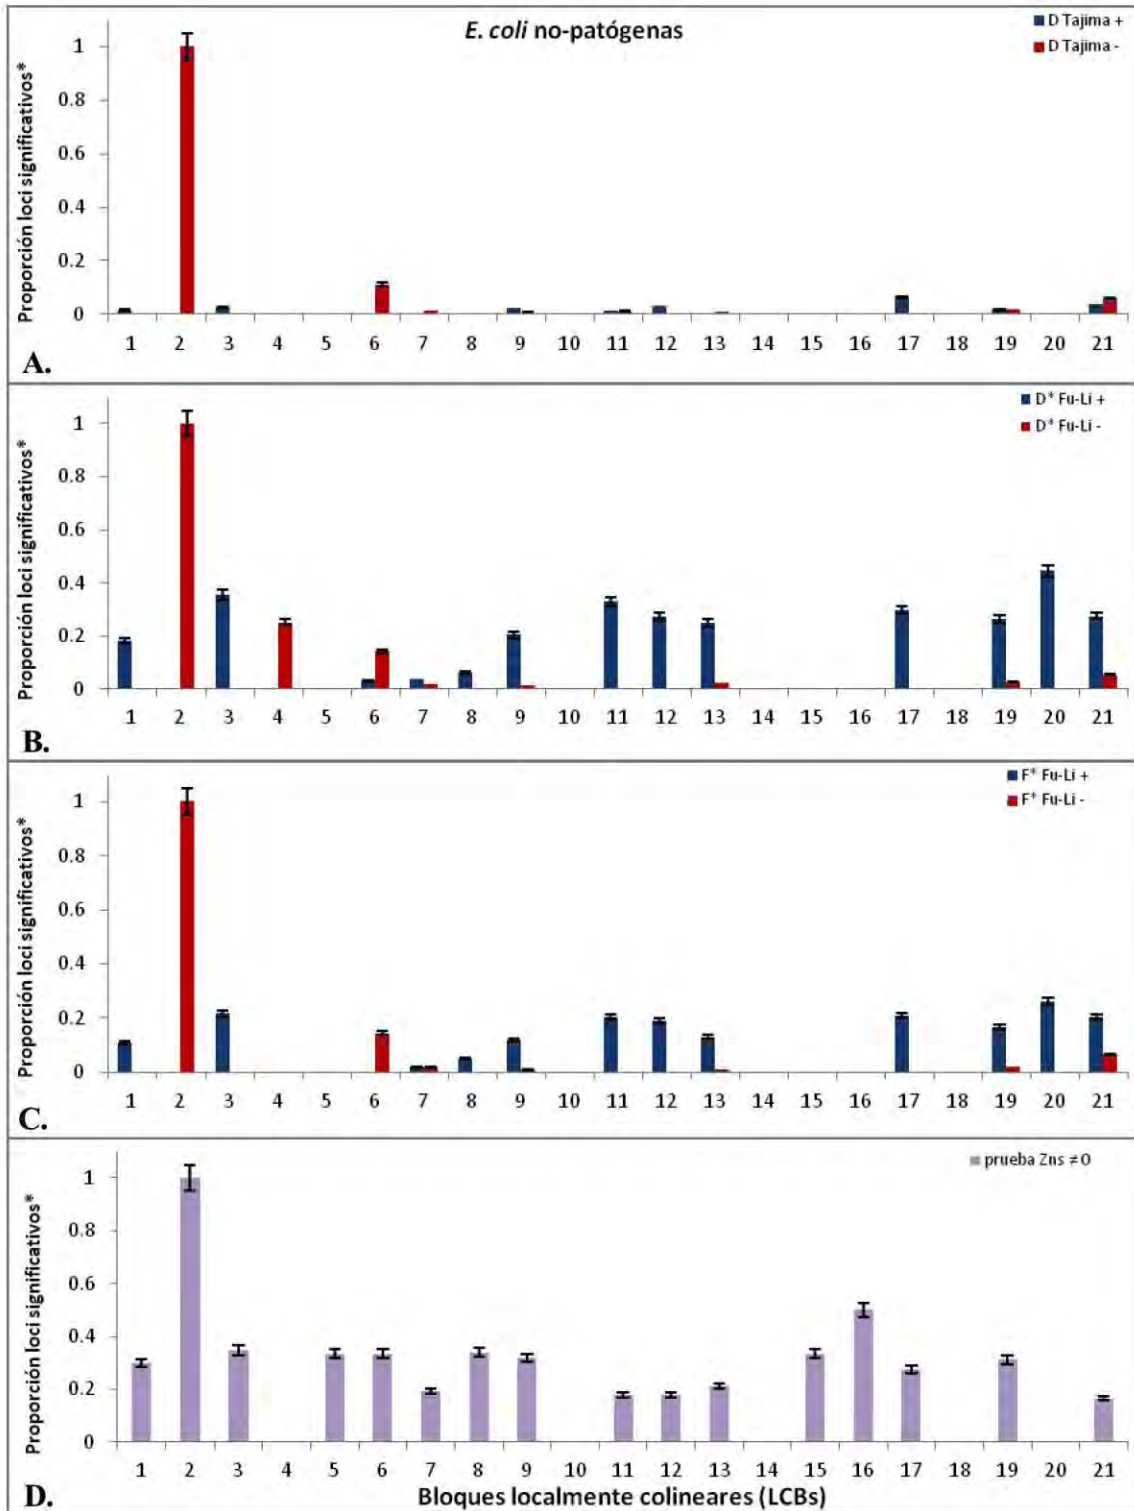 E. coli no-patógenas
D Tajima +
D Tajima -
Proporción loci significativos*
1
0.8
0.6
0.4
0.2
0
1 2 3 4 5 6 7 8 9 10 11 12 13 14 15 16 17 18 19 20 21
A.
D* Fu-Li +
D* Fu-Li -
Proporción loci significativos*
1
0.8
0.6
0.4
0.2
0
1 2 3 4 5 6 7 8 9 10 11 12 13 14 15 16 17 18 19 20 21
B.
F* Fu-Li +
F* Fu-Li -
Proporción loci significativos*
1
0.8
0.6
0.4
0.2
0
1 2 3 4 5 6 7 8 9 10 11 12 13 14 15 16 17 18 19 20 21
C.
prueba Zns ≠0
Proporción loci significativos*
1
0.8
0.6
0.4
0.2
0
1 2 3 4 5 6 7 8 9 10 11 12 13 14 15 16 17 18 19 20 21
D.
Bloques localmente colineares (LCBs)